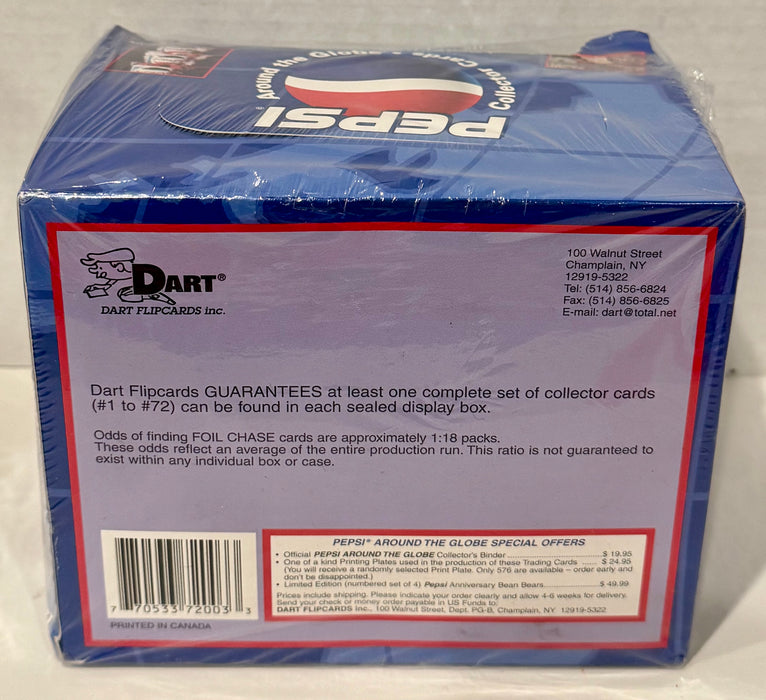 Around the Globe • Collector Cards
PEPSI
DART®
DART FLIPCARDS inc.
100 Walnut Street
Champlain, NY
12919-5322
Tel: (514) 856-6824
Fax: (514) 856-6825
E-mail: dart@total.net
Dart Flipcards GUARANTEES at least one complete set of collector cards
(#1 to #72) can be found in each sealed display box.
Odds of finding FOIL CHASE cards are approximately 1:18 packs.
These odds reflect an average of the entire production run. This ratio is not guaranteed to
exist within any individual box or case.
7 70533 72003 3
PRINTED IN CANADA
PEPSI® AROUND THE GLOBE SPECIAL OFFERS
• Official PEPSI AROUND THE GLOBE Collector's Binder ..............................$ 19.95
• One of a kind Printing Plates used in the production of these Trading Cards ......$ 24.95
(You will receive a randomly selected Print Plate. Only 576 are available – order early and
don't be disappointed.)
• Limited Edition (numbered set of 4) Pepsi Anniversary Bean Bears....................$ 49.99
Prices include shipping. Please indicate your order clearly and allow 4-6 weeks for delivery.
Send your check or money order payable in US Funds to:
DART FLIPCARDS Inc., 100 Walnut Street, Dept. PG-B, Champlain, NY 12919-5322